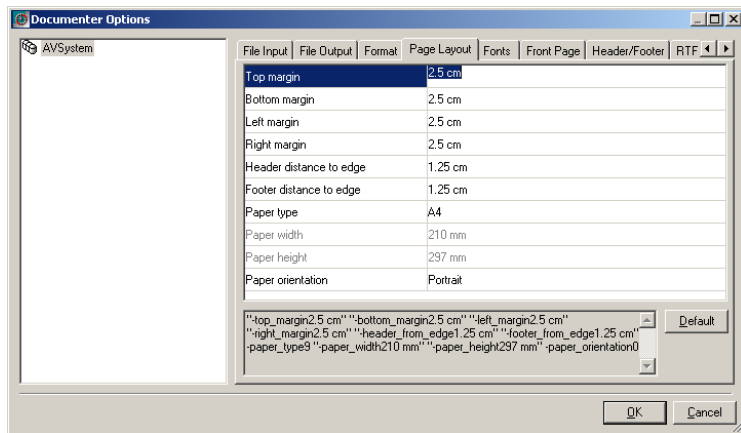 Documenter Options
AVSystem
File Input File Output Format Page Layout Fonts Front Page Header/Footer RTF
Top margin 2.5 cm
Bottom margin 2.5 cm
Left margin 2.5 cm
Right margin 2.5 cm
Header distance to edge 1.25 cm
Footer distance to edge 1.25 cm
Paper type A4
Paper width 210 mm
Paper height 297 mm
Paper orientation Portrait
"-top_margin2.5 cm" "-bottom_margin2.5 cm" "-left_margin2.5 cm"
"-right_margin2.5 cm" "-header_from_edge1.25 cm" "-footer_from_edge1.25 cm"
-paper_type9 "-paper_width210 mm" "-paper_height297 mm" -paper_orientation0
Default
OK Cancel